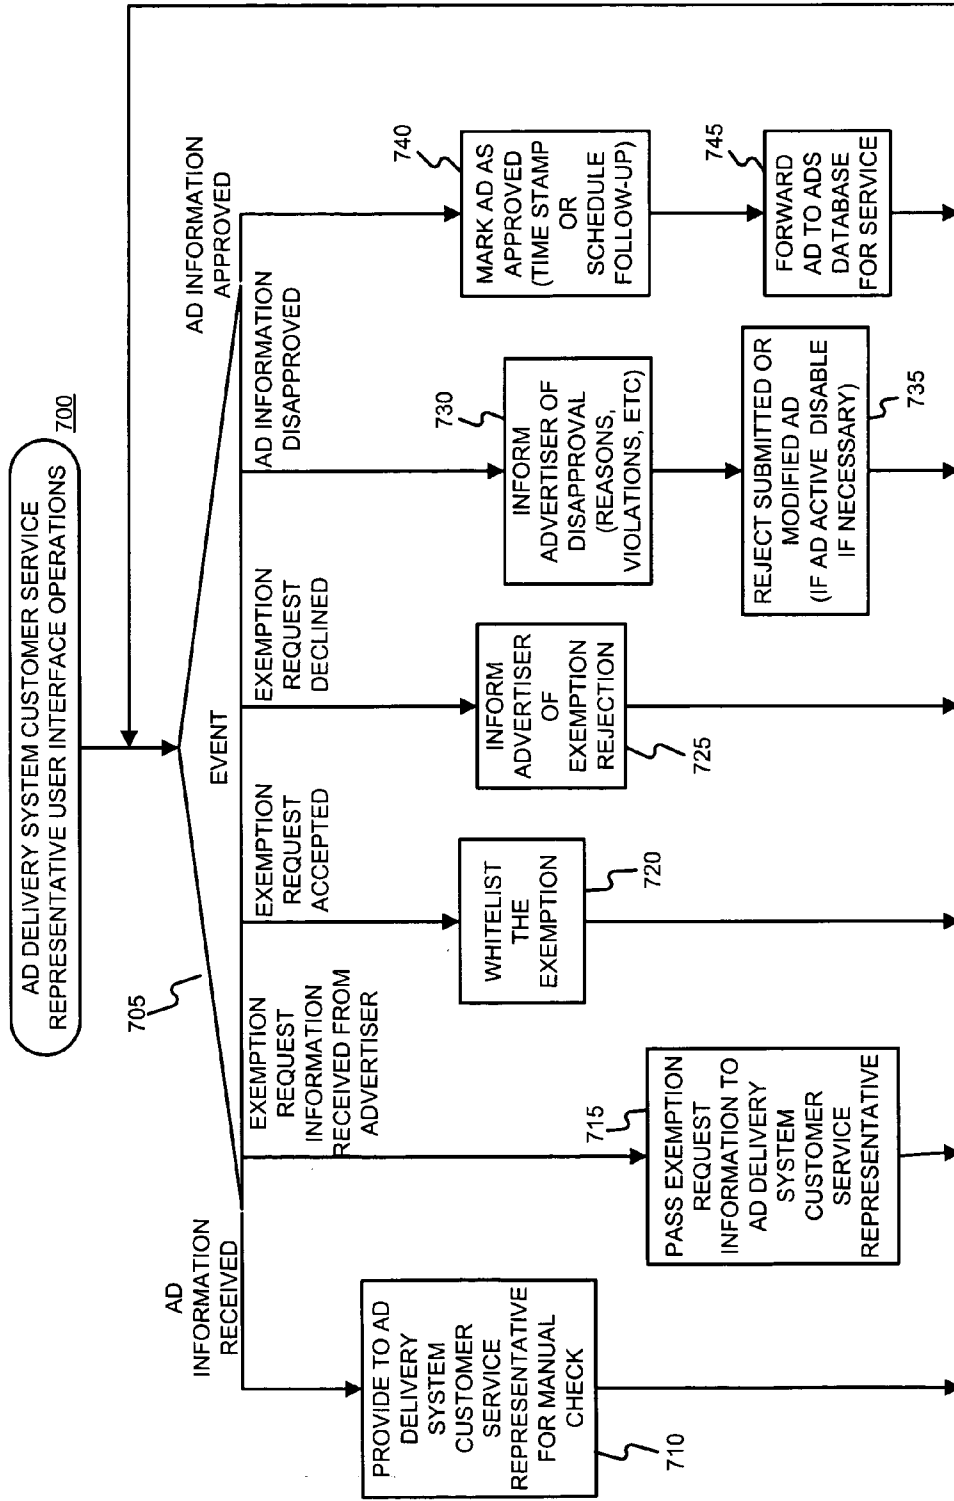 AD DELIVERY SYSTEM CUSTOMER SERVICE
REPRESENTATIVE USER INTERFACE OPERATIONS
700
705
EVENT
AD
INFORMATION
RECEIVED
PROVIDE TO AD
DELIVERY
SYSTEM
CUSTOMER
SERVICE
REPRESENTATIVE
FOR MANUAL
CHECK
710
EXEMPTION
REQUEST
INFORMATION
RECEIVED FROM
ADVERTISER
715
PASS EXEMPTION
REQUEST
INFORMATION TO
AD DELIVERY
SYSTEM
CUSTOMER
SERVICE
REPRESENTATIVE
EXEMPTION
REQUEST
ACCEPTED
WHITELIST
THE
EXEMPTION
720
EXEMPTION
REQUEST
DECLINED
INFORM
ADVERTISER
OF
EXEMPTION
REJECTION
725
AD INFORMATION
DISAPPROVED
730
INFORM
ADVERTISER OF
DISAPPROVAL
(REASONS,
VIOLATIONS, ETC)
REJECT SUBMITTED OR
MODIFIED AD
(IF AD ACTIVE DISABLE
IF NECESSARY)
735
AD INFORMATION
APPROVED
740
MARK AD AS
APPROVED
(TIME STAMP
OR
SCHEDULE
FOLLOW-UP)
745
FORWARD
AD TO ADS
DATABASE
FOR SERVICE